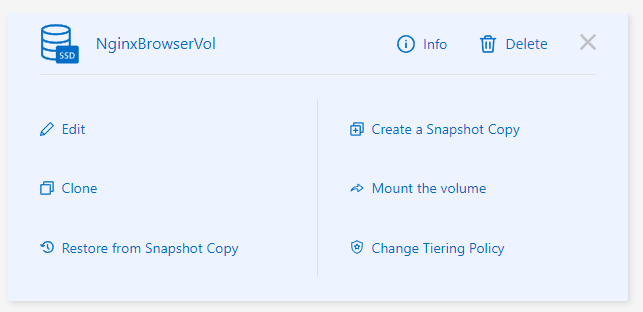 NginxBrowserVol
Info
Delete
SSD
Edit
Create a Snapshot Copy
Clone
Mount the volume
Restore from Snapshot Copy
Change Tiering Policy